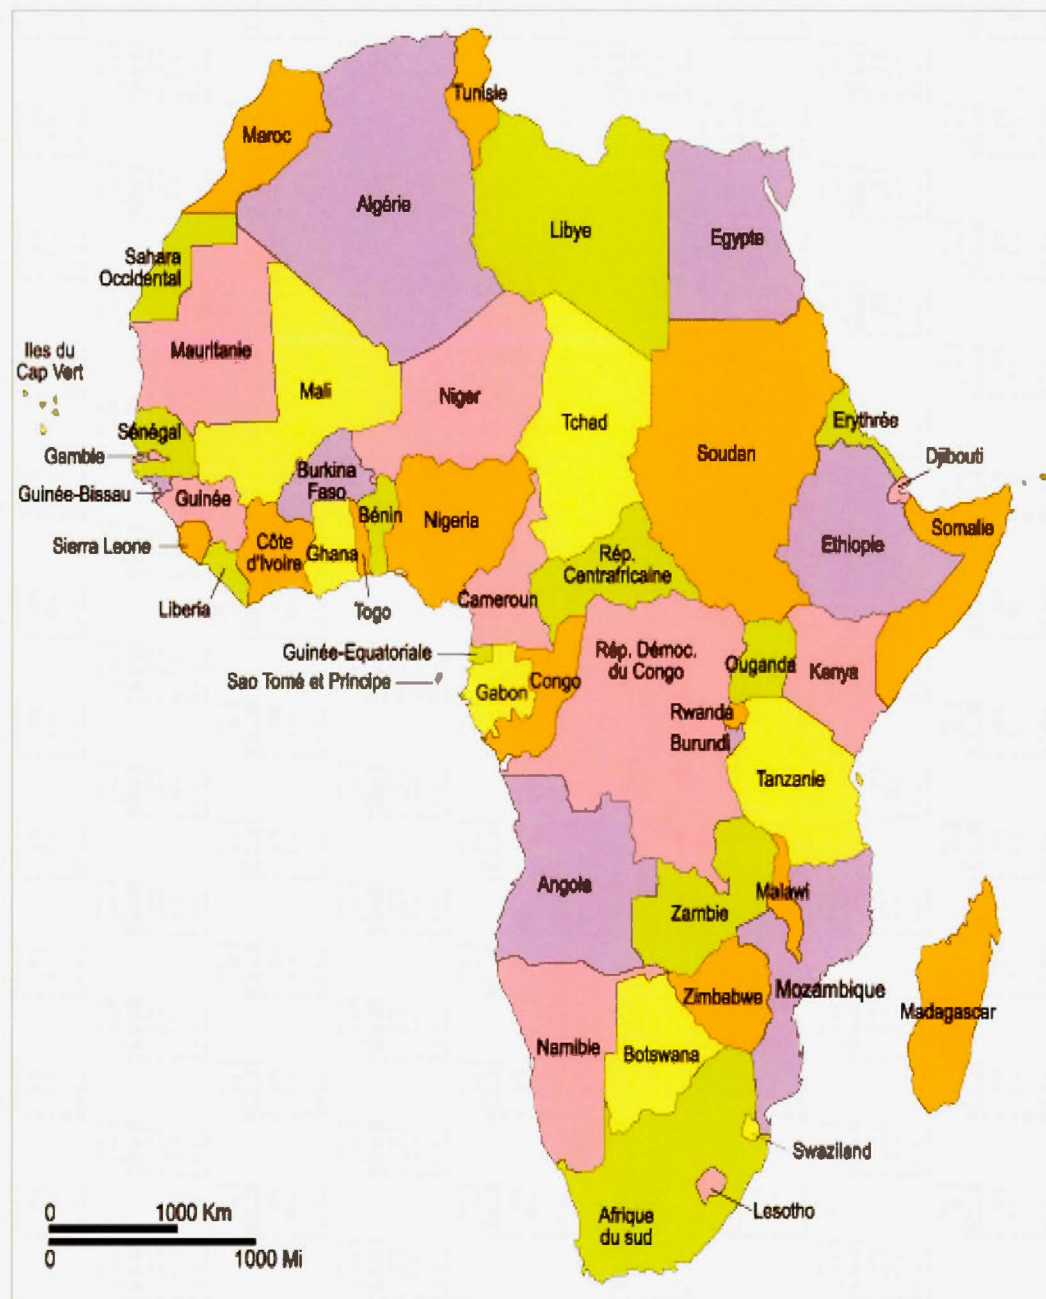 Tunisie
Maroc
Algérie
Libye
Egypte
Sahara
Occidental
Mauritanie
Iles du
Cap Vert
Mali
Niger
Tchad
Soudan
Erythrée
Sénégal
Gambie
Djibouti
Guinée-Bissau
Guinée
Burkina
Faso
Bénin
Nigeria
Somalie
Sierra Leone
Côte
d'Ivoire
Ghana
Rép.
Centrafricaine
Ethiopie
Liberia
Togo
Cameroun
Guinée-Equatoriale
Sao Tomé et Principe
Gabon
Congo
Rép. Démoc.
du Congo
Ouganda
Kenya
Rwanda
Burundi
Tanzanie
Angola
Zambie
Malawi
Mozambique
Zimbabwe
Madagascar
Namibie
Botswana
Swaziland
Lesotho
Afrique
du sud
0 1000 Km
0 1000 Mi